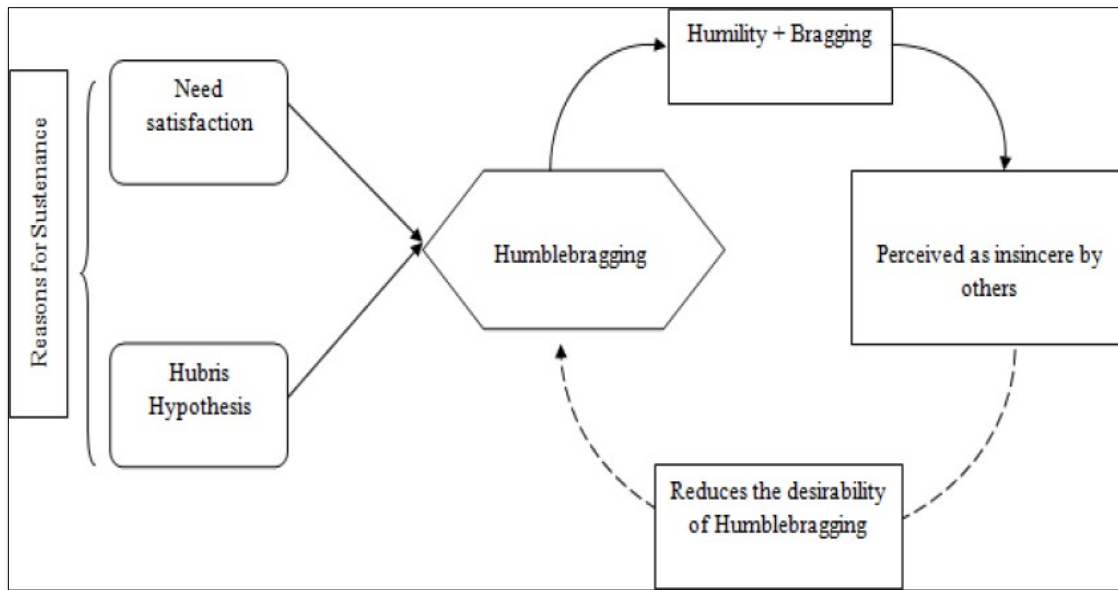 Reasons for Sustenance
Need
satisfaction
Hubris
Hypothesis
Humblebragging
Humility + Bragging
Perceived as insincere by
others
Reduces the desirability
of Humblebragging